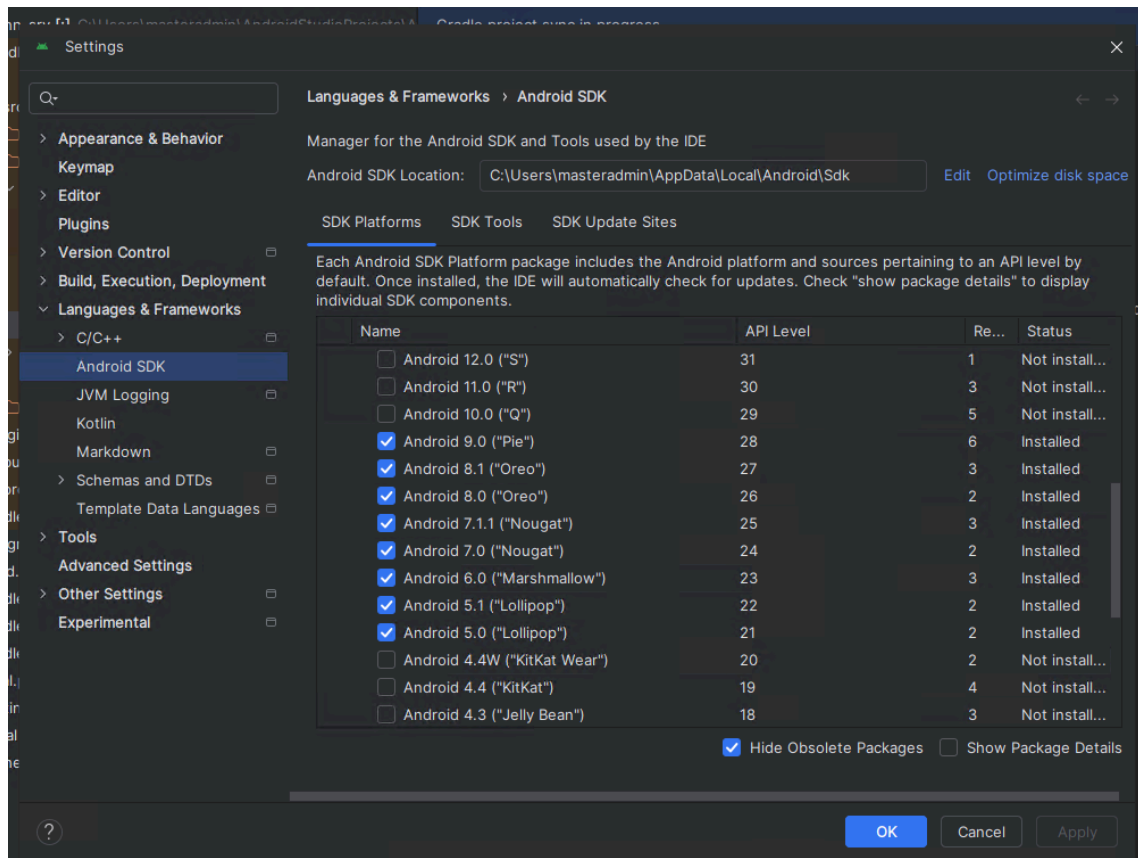 Settings
Languages & Frameworks › Android SDK
Manager for the Android SDK and Tools used by the IDE
Android SDK Location: C:\Users\masteradmin\AppData\Local\Android\Sdk Edit Optimize disk space
SDK Platforms SDK Tools SDK Update Sites
Each Android SDK Platform package includes the Android platform and sources pertaining to an API level by
default. Once installed, the IDE will automatically check for updates. Check "show package details" to display
individual SDK components.
Name API Level Re... Status
Android 12.0 ("S") 31 1 Not install...
Android 11.0 ("R") 30 3 Not install...
Android 10.0 ("Q") 29 5 Not install...
Android 9.0 ("Pie") 28 6 Installed
Android 8.1 ("Oreo") 27 3 Installed
Android 8.0 ("Oreo") 26 2 Installed
Android 7.1.1 ("Nougat") 25 3 Installed
Android 7.0 ("Nougat") 24 2 Installed
Android 6.0 ("Marshmallow") 23 3 Installed
Android 5.1 ("Lollipop") 22 2 Installed
Android 5.0 ("Lollipop") 21 2 Installed
Android 4.4W ("KitKat Wear") 20 2 Not install...
Android 4.4 ("KitKat") 19 4 Not install...
Android 4.3 ("Jelly Bean") 18 3 Not install...
Hide Obsolete Packages Show Package Details
Appearance & Behavior
Keymap
Editor
Plugins
Version Control
Build, Execution, Deployment
Languages & Frameworks
C/C++
Android SDK
JVM Logging
Kotlin
Markdown
Schemas and DTDs
Template Data Languages
Tools
Advanced Settings
Other Settings
Experimental
? OK Cancel Apply